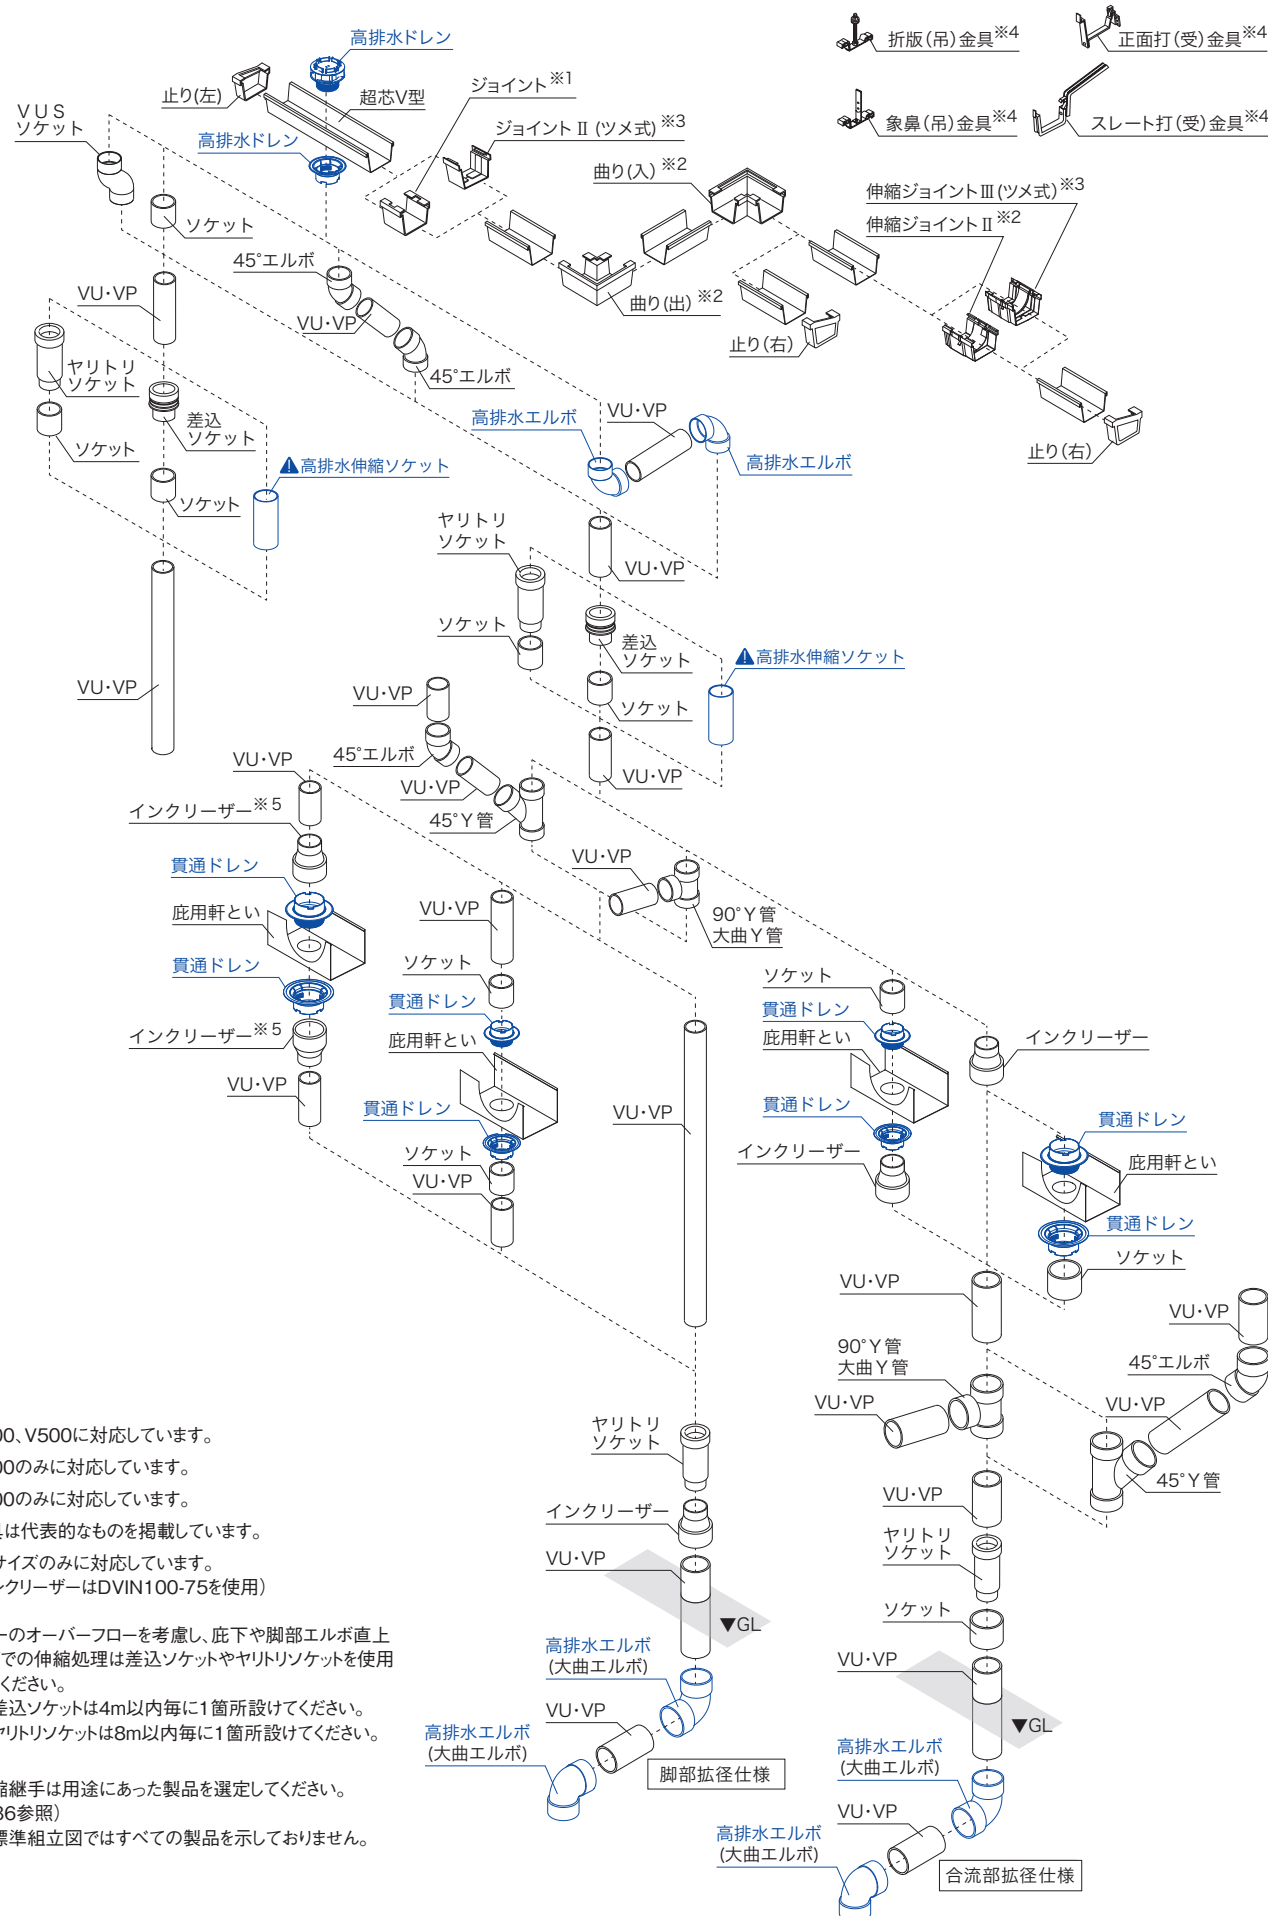 高排水ドレン
折版(吊)金具※4
正面打(受)金具※4
止り(左)
超芯V型
ジョイント※1
象鼻(吊)金具※4
スレート打(受)金具※4
VUS
ソケット
高排水ドレン
ジョイントⅡ(ツメ式)※3
曲り(入)※2
伸縮ジョイントⅢ(ツメ式)※3
伸縮ジョイントⅡ※2
ソケット
45°エルボ
VU・VP
VU・VP
曲り(出)※2
止り(右)
ヤリトリ
ソケット
45°エルボ
差込
ソケット
高排水エルボ
VU・VP
高排水エルボ
止り(右)
ソケット
高排水伸縮ソケット
ソケット
ヤリトリ
ソケット
VU・VP
ソケット
差込
ソケット
高排水伸縮ソケット
VU・VP
VU・VP
ソケット
VU・VP
45°エルボ
VU・VP
VU・VP
インクリーザー※5
45°Y管
貫通ドレン
VU・VP
庇用軒とい
VU・VP
90°Y管
大曲Y管
貫通ドレン
ソケット
ソケット
貫通ドレン
貫通ドレン
インクリーザー※5
庇用軒とい
庇用軒とい
インクリーザー
VU・VP
貫通ドレン
VU・VP
貫通ドレン
貫通ドレン
ソケット
インクリーザー
庇用軒とい
VU・VP
貫通ドレン
ソケット
VU・VP
VU・VP
90°Y管
大曲Y管
45°エルボ
VU・VP
VU・VP
ヤリトリ
ソケット
45°Y管
VU・VP
インクリーザー
ヤリトリ
ソケット
VU・VP
ソケット
▼GL
高排水エルボ
(大曲エルボ)
VU・VP
VU・VP
▼GL
高排水エルボ
(大曲エルボ)
脚部拡径仕様
高排水エルボ
(大曲エルボ)
VU・VP
高排水エルボ
(大曲エルボ)
合流部拡径仕様
00、V500に対応しています。
00のみに対応しています。
00のみに対応しています。
は代表的なものを掲載しています。
サイズのみに対応しています。
ンクリーザーはDVIN100-75を使用)
ーのオーバーフローを考慮し、庇下や脚部エルボ直上
での伸縮処理は差込ソケットやヤリトリソケットを使用
ください。
差込ソケットは4m以内毎に1箇所設けてください。
ヤリトリソケットは8m以内毎に1箇所設けてください。
縮継手は用途にあった製品を選定してください。
36参照)
標準組立図ではすべての製品を示しておりません。